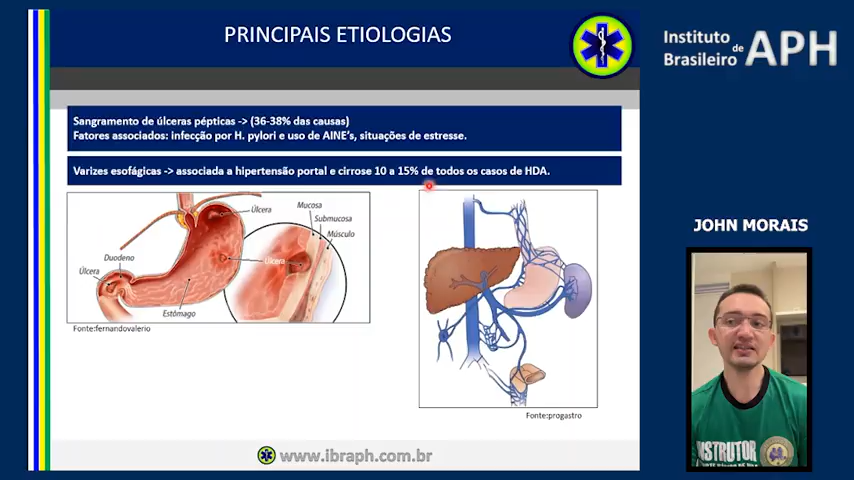 PRINCIPAIS ETIOLOGIAS
Instituto
de
Brasileiro
APH
Sangramento de úlceras pépticas -> (36-38% das causas)
Fatores associados: infecção por H. pylori e uso de AINE's, situações de estresse.
Varizes esofágicas -> associada a hipertensão portal e cirrose 10 a 15% de todos os casos de HDA.
Úlcera
Mucosa
Submucosa
Músculo
Duodeno
Úlcera
Úlcera
Estômago
Fonte:fernandovalerio
Fonte:progastro
www.ibraph.com.br
JOHN MORAIS
INSTRUTOR